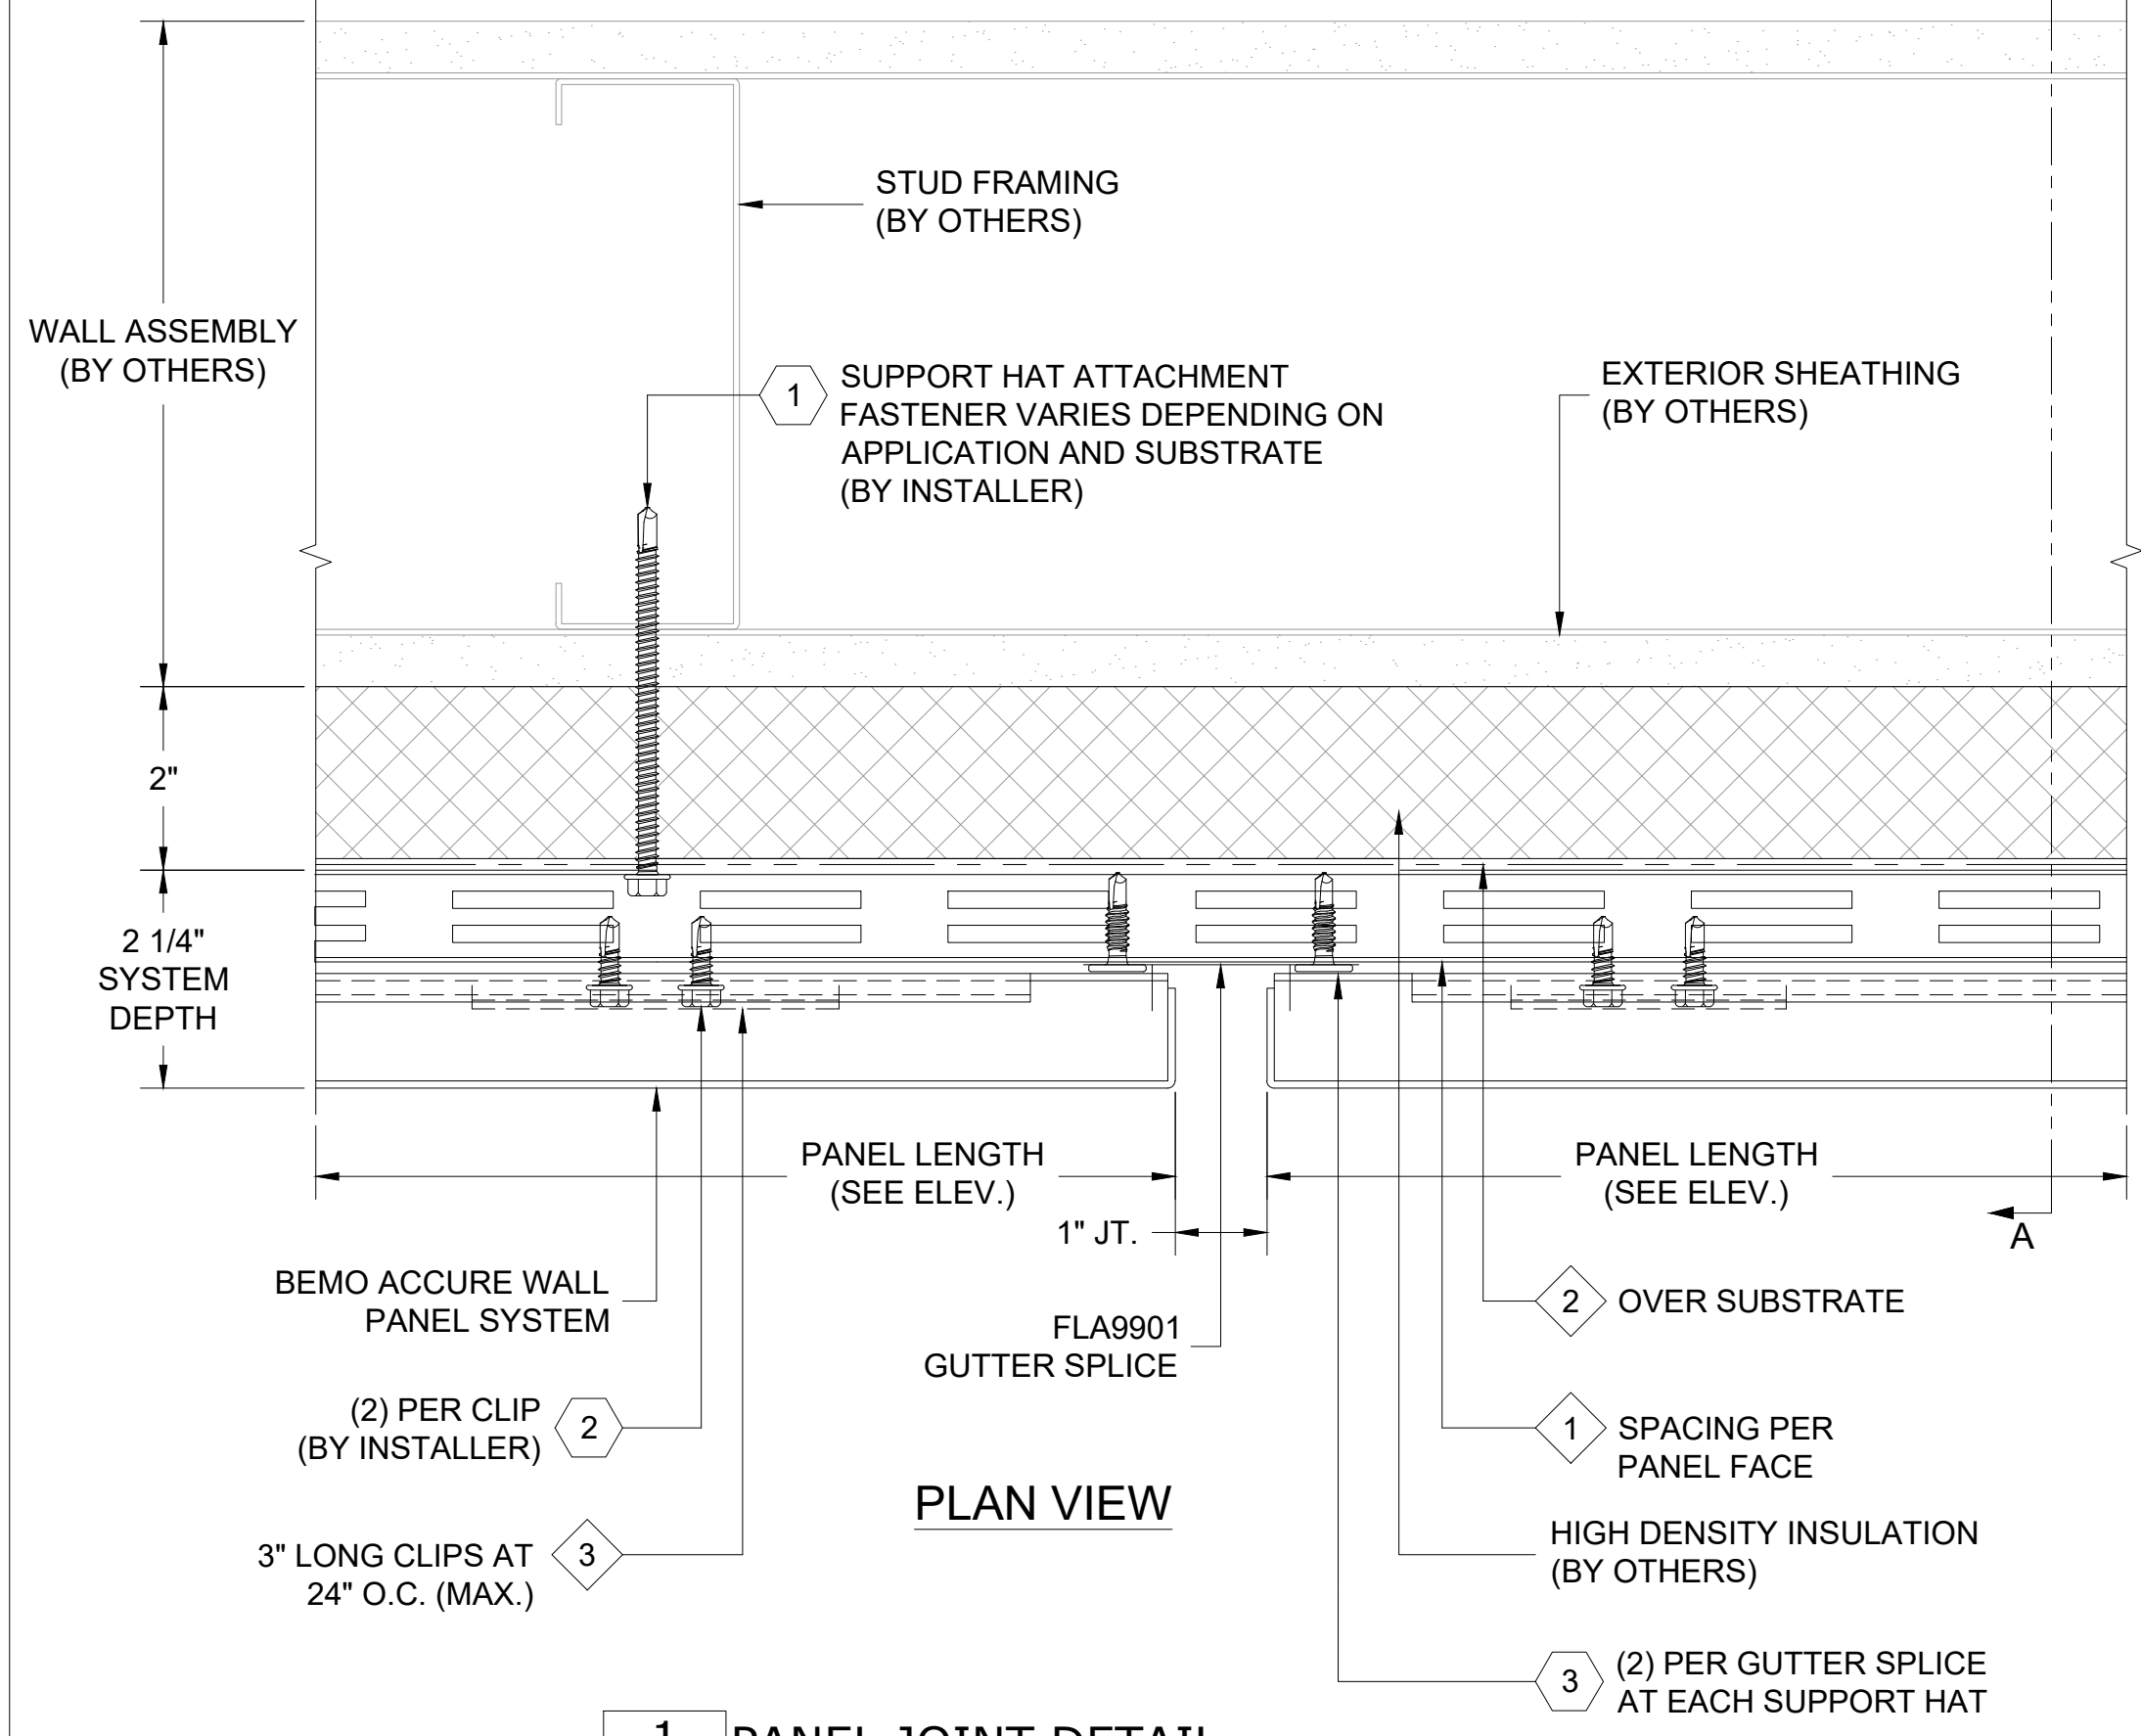 STUD FRAMING
(BY OTHERS)
WALL ASSEMBLY
(BY OTHERS)
1
SUPPORT HAT ATTACHMENT
FASTENER VARIES DEPENDING ON
APPLICATION AND SUBSTRATE
(BY INSTALLER)
EXTERIOR SHEATHING
(BY OTHERS)
2"
2 1/4"
SYSTEM
DEPTH
PANEL LENGTH
(SEE ELEV.)
PANEL LENGTH
(SEE ELEV.)
1" JT.
A
BEMO ACCURE WALL
PANEL SYSTEM
FLA9901
GUTTER SPLICE
2 OVER SUBSTRATE
(2) PER CLIP
(BY INSTALLER)
2
1
SPACING PER
PANEL FACE
PLAN VIEW
3" LONG CLIPS AT
24" O.C. (MAX.)
3
HIGH DENSITY INSULATION
(BY OTHERS)
3
(2) PER GUTTER SPLICE
AT EACH SUPPORT HAT
1
PANEL JOINT DETAIL